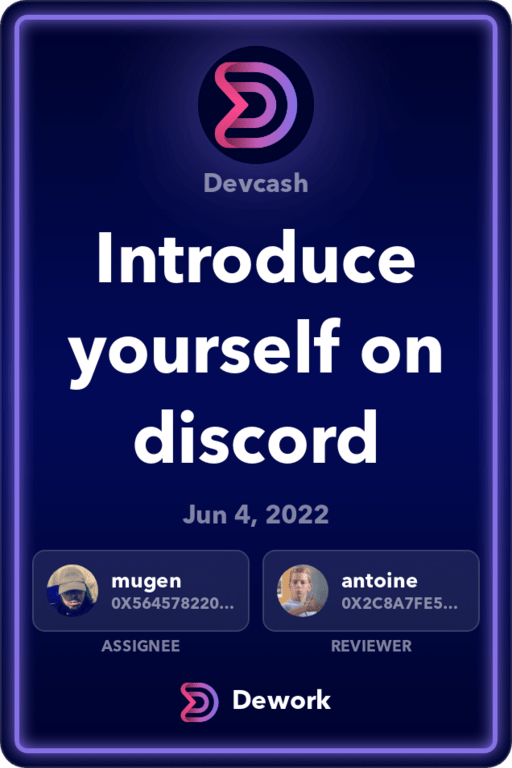 Devcash
Introduce
yourself on
discord
Jun 4, 2022
mugen
0X564578220...
ASSIGNEE
antoine
0X2C8A7FE5...
REVIEWER
Dework